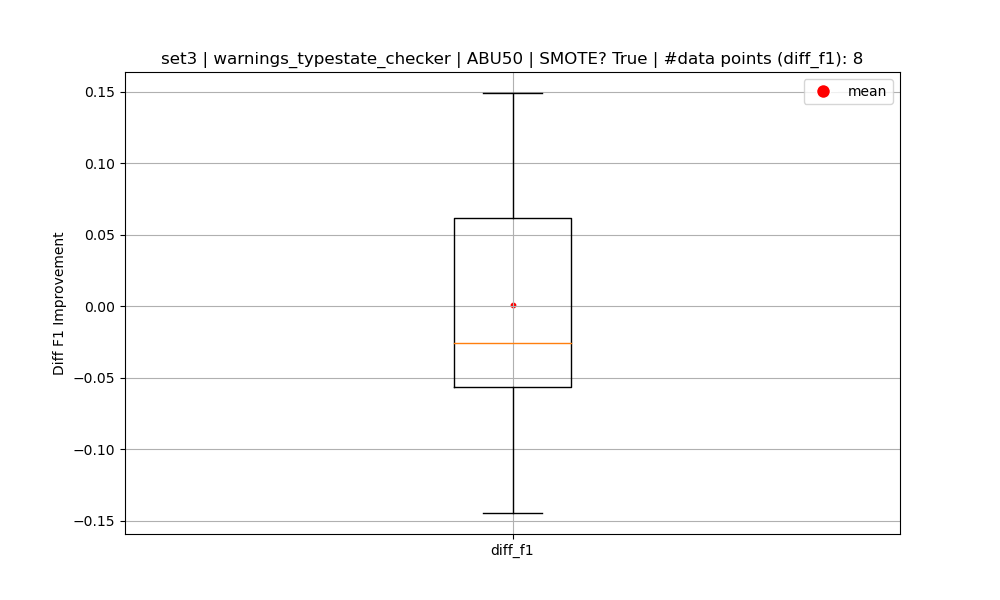 set3 | warnings_typestate_checker | ABU50 | SMOTE? True | #data points (diff_f1): 8
mean
0.15
0.10
0.05
0.00
−0.05
−0.10
−0.15
Diff F1 Improvement
diff_f1